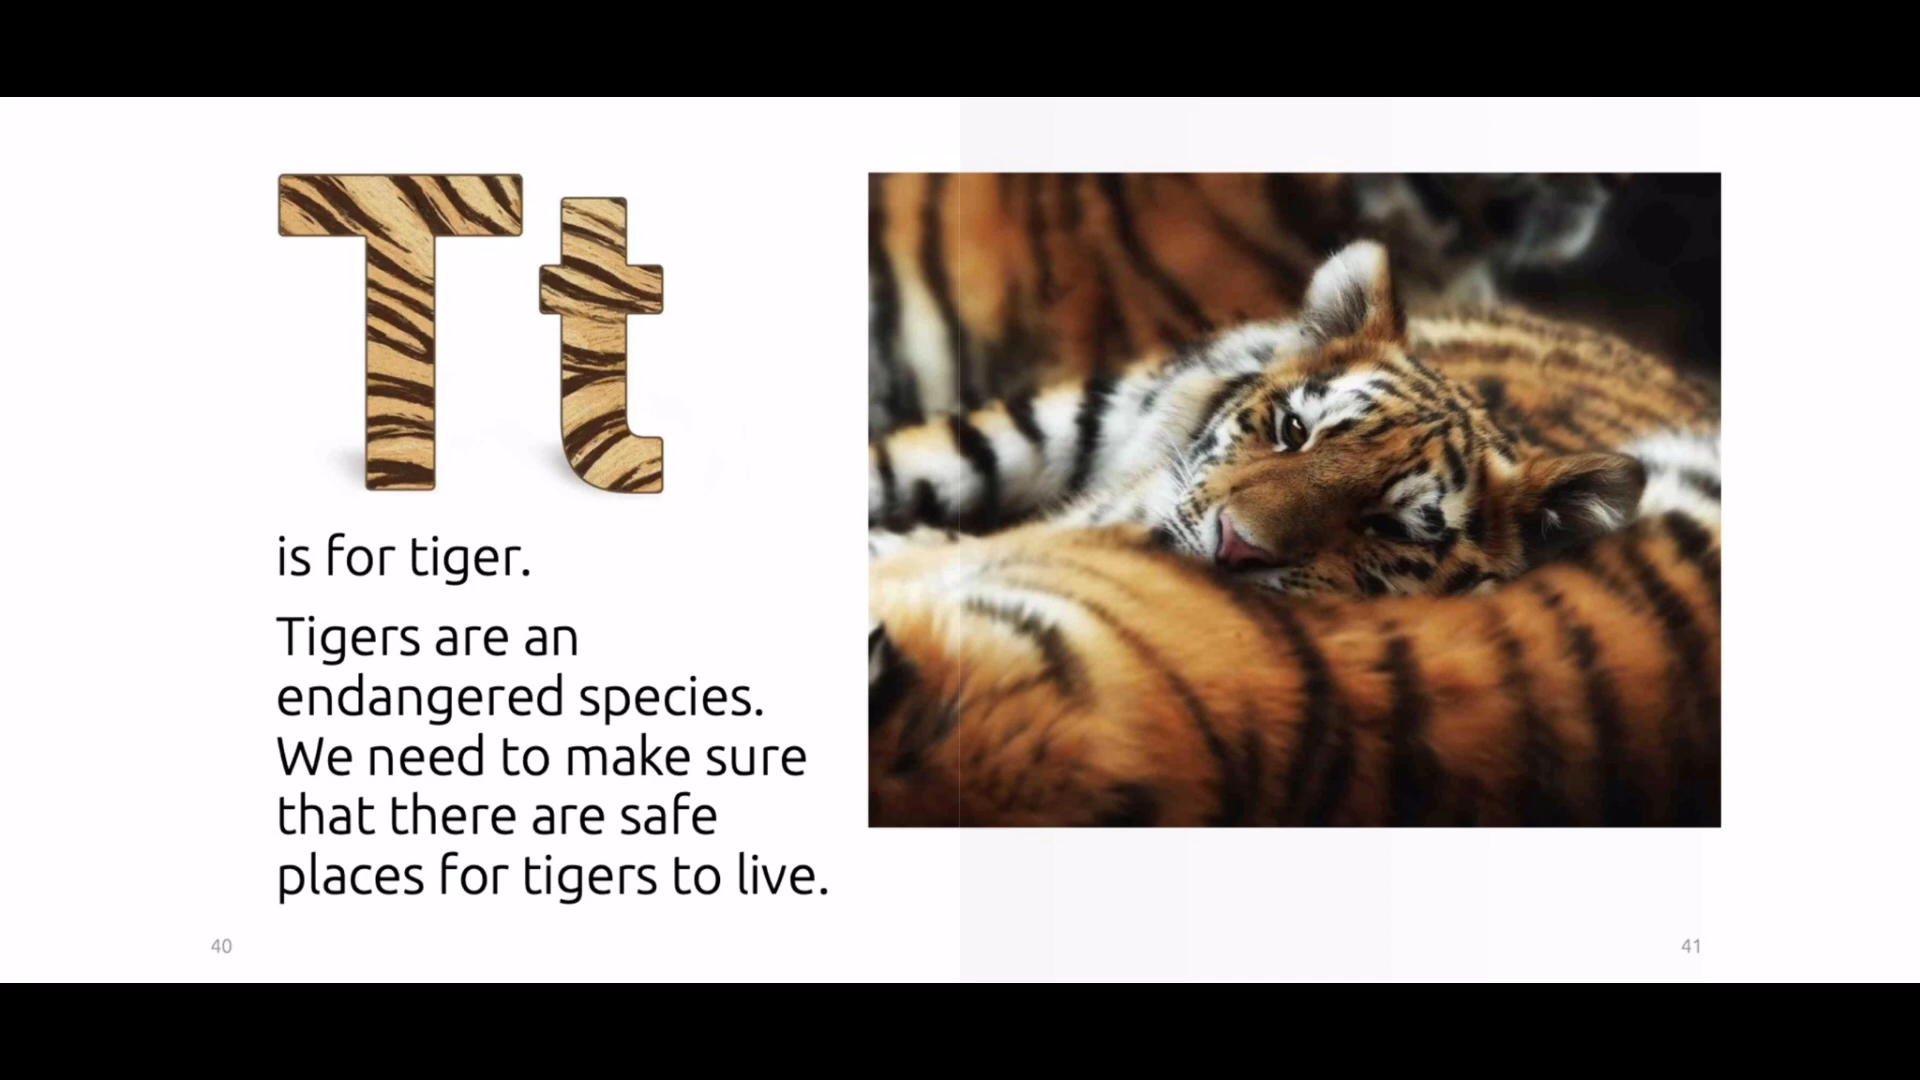 Tt
is for tiger.
Tigers are an
endangered species.
We need to make sure
that there are safe
places for tigers to live.
40
41